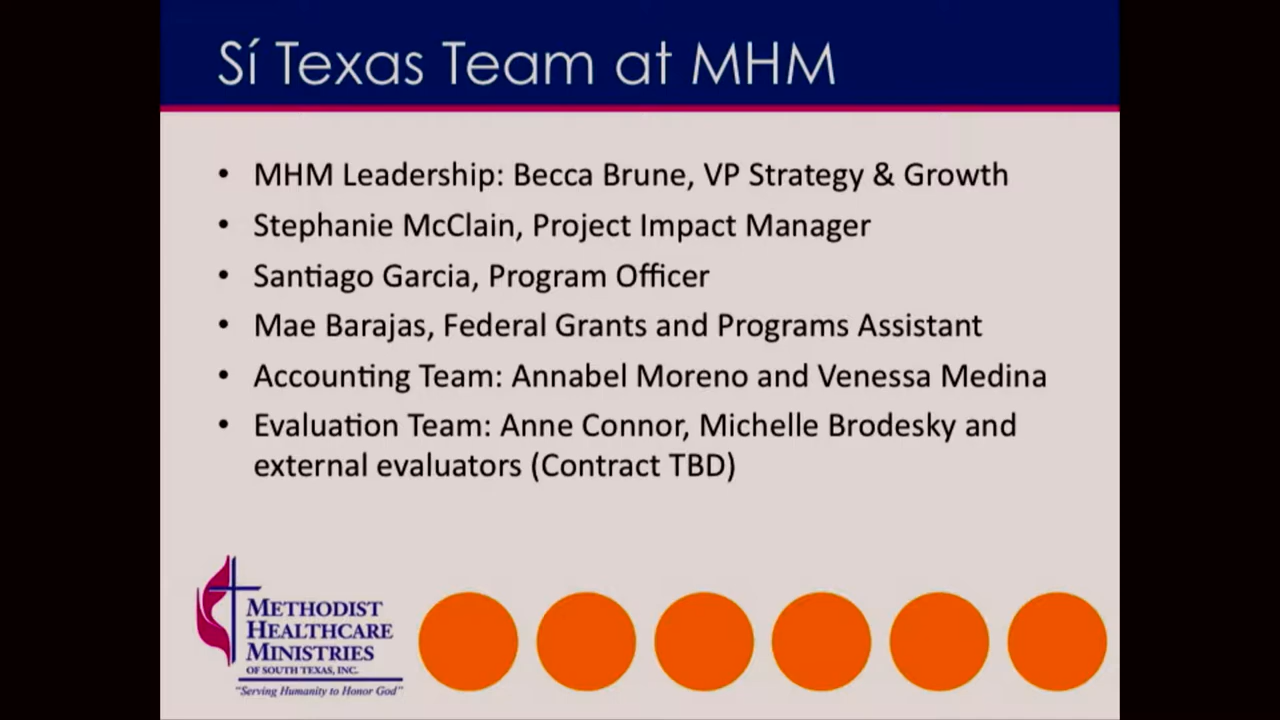 Sí Texas Team at MHM
• MHM Leadership: Becca Brune, VP Strategy & Growth
• Stephanie McClain, Project Impact Manager
• Santiago Garcia, Program Officer
• Mae Barajas, Federal Grants and Programs Assistant
• Accounting Team: Annabel Moreno and Venessa Medina
• Evaluation Team: Anne Connor, Michelle Brodesky and
external evaluators (Contract TBD)
METHODIST
HEALTHCARE
MINISTRIES
OF SOUTH TEXAS, INC.
"Serving Humanity to Honor God"